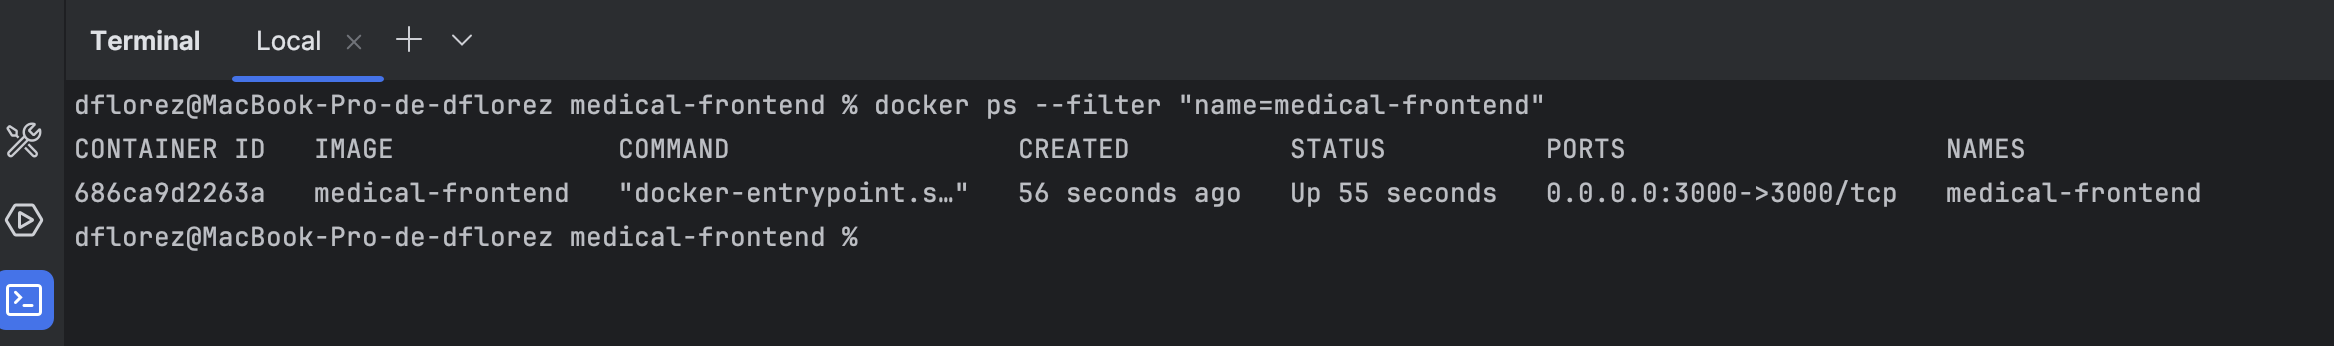 Terminal Local
dflorez@MacBook-Pro-de-dflorez medical-frontend % docker ps --filter "name=medical-frontend"
CONTAINER ID IMAGE COMMAND CREATED STATUS PORTS NAMES
686ca9d2263a medical-frontend "docker-entrypoint.s…" 56 seconds ago Up 55 seconds 0.0.0.0:3000->3000/tcp medical-frontend
dflorez@MacBook-Pro-de-dflorez medical-frontend %